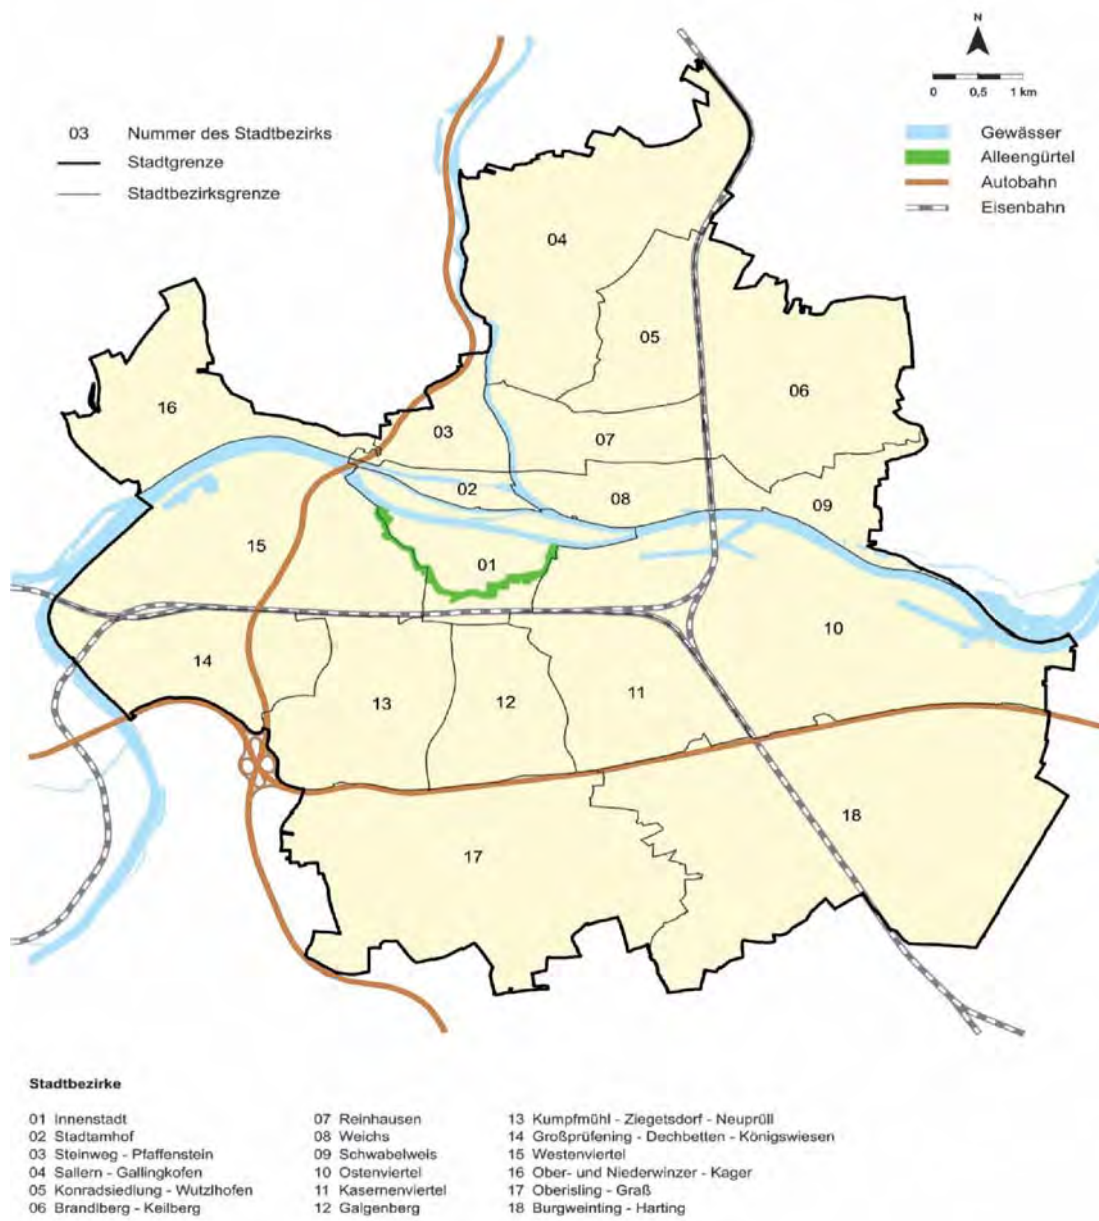 N
0 0,5 1 km
03 Nummer des Stadtbezirks
Stadtgrenze
Stadtbezirksgrenze
Gewässer
Alleengürtel
Autobahn
Eisenbahn
04
05
06
16
03
07
02
08
09
15
01
10
14
13
12
11
18
17
Stadtbezirke
01 Innenstadt
02 Stadtamhof
03 Steinweg - Pfaffenstein
04 Sallern - Gallingkofen
05 Konradsiedlung - Wutzlhofen
06 Brandlberg - Keilberg
07 Reinhausen
08 Weichs
09 Schwabelweis
10 Ostenviertel
11 Kasernenviertel
12 Galgenberg
13 Kumpfmühl - Ziegetsdorf - Neuprüll
14 Großprüfening - Dechbetten - Königswiesen
15 Westenviertel
16 Ober- und Niederwinzer - Kager
17 Oberisling - Graß
18 Burgweinting - Harting